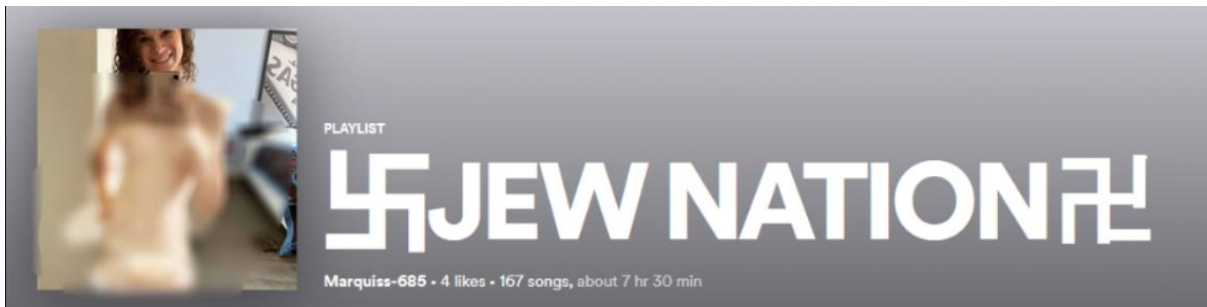 PLAYLIST
卐JEW NATION卍
Marquiss-685 • 4 likes • 167 songs, about 7 hr 30 min